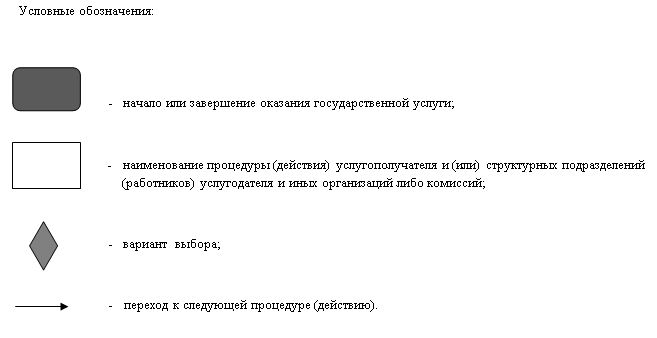 Условные обозначения:
- начало или завершение оказания государственной услуги;
- наименование процедуры (действия) услугополучателя и (или) структурных подразделений
(работников) услугодателя и иных организаций либо комиссий;
- вариант выбора;
- переход к следующей процедуре (действию).